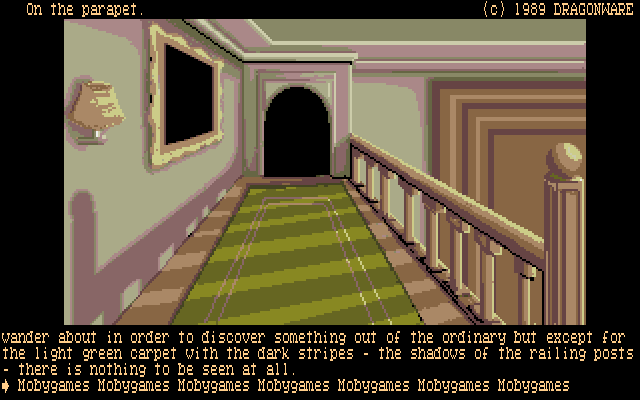 On the parapet. (c) 1989 DRAGONWARE
wander about in order to discover something out of the ordinary but except for
the light green carpet with the dark stripes - the shadows of the railing posts
- there is nothing to be seen at all.
Mobygames Mobygames Mobygames Mobygames Mobygames Mobygames Mobygames